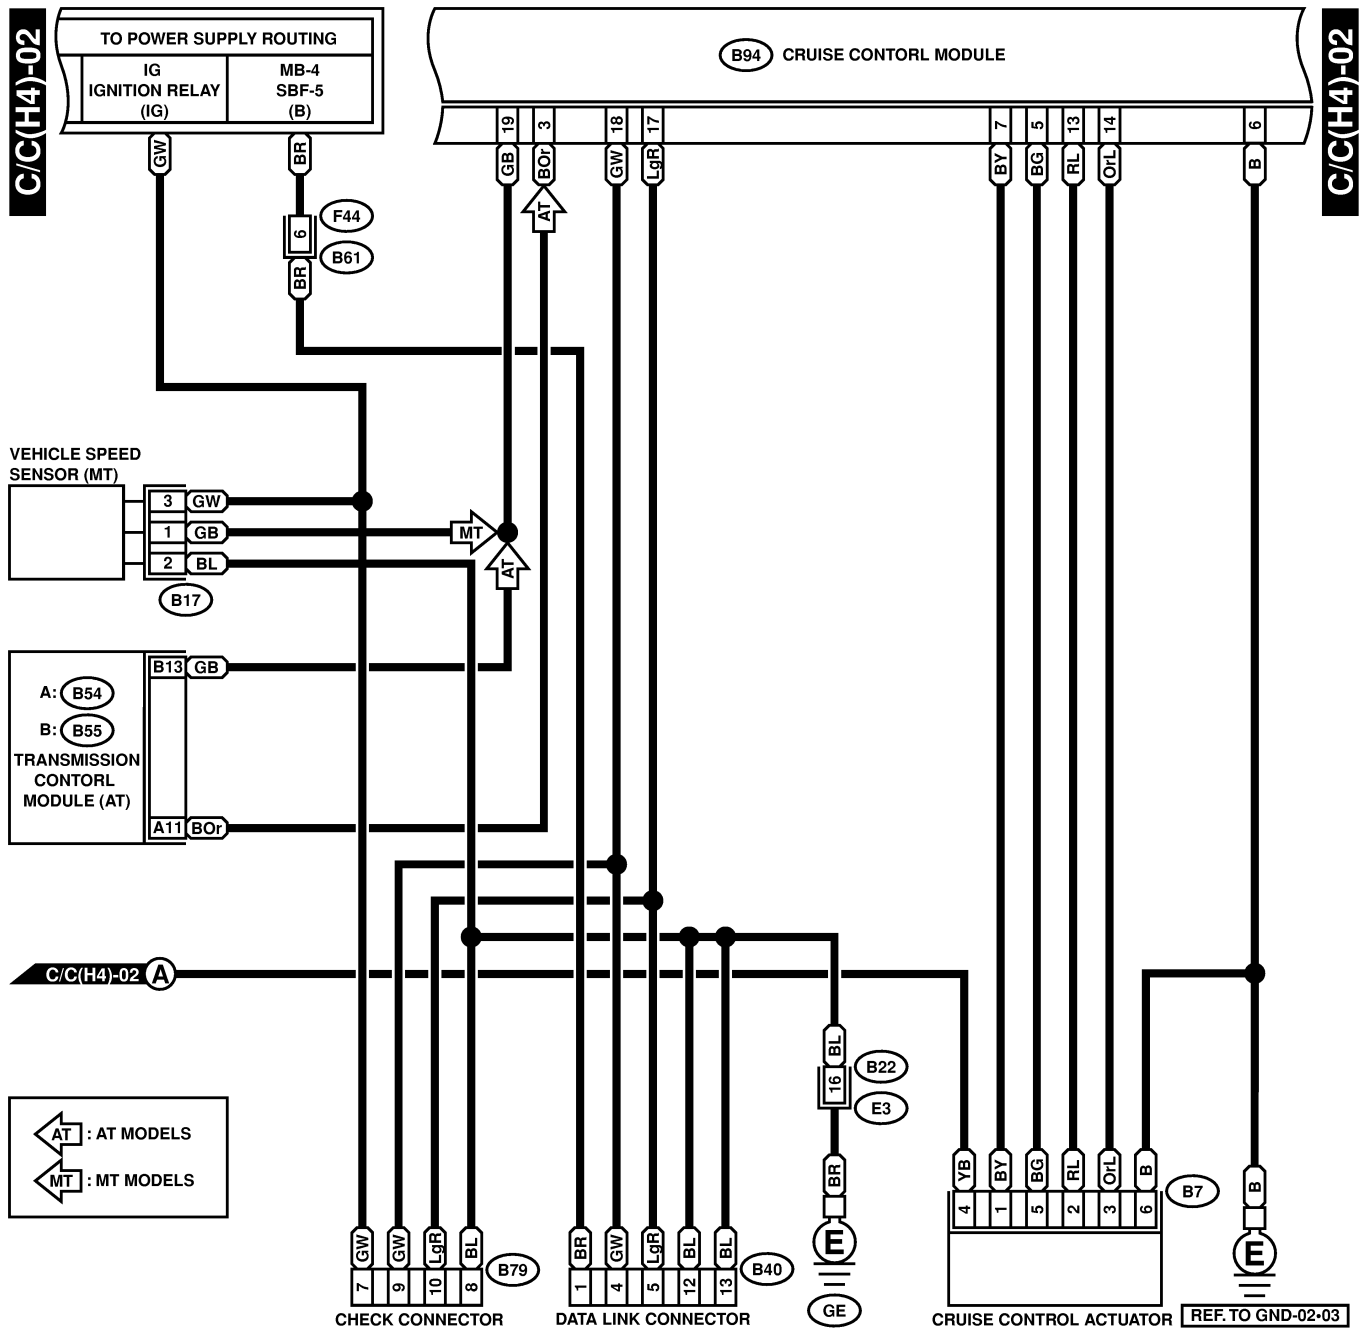 C/C(H4)-02
TO POWER SUPPLY ROUTING
IG
IGNITION RELAY
(IG)
MB-4
SBF-5
(B)
B94 CRUISE CONTORL MODULE
C/C(H4)-02
19 3 18 17 7 5 13 14 6
GW BR GB BOr GW LgR BY BG RL OrL B
AT
6
F44
B61
BR
VEHICLE SPEED
SENSOR (MT)
3 GW
1 GB
MT
2 BL
AT
B17
B13 GB
A: B54
B: B55
TRANSMISSION
CONTORL
MODULE (AT)
A11 BOr
C/C(H4)-02 A
BL
16
B22
E3
BR
E
GE
AT : AT MODELS
MT : MT MODELS
YB BY BG RL OrL B
4 1 5 2 3 6
B7
B
E
GW GW LgR BL
7 9 10 8
B79
CHECK CONNECTOR
BR GW LgR BL BL
1 4 5 12 13
B40
DATA LINK CONNECTOR
CRUISE CONTROL ACTUATOR
REF. TO GND-02•03